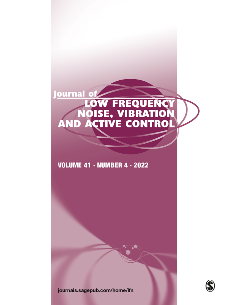 Journal of
LOW FREQUENCY
NOISE, VIBRATION
AND ACTIVE CONTROL
VOLUME 41 - NUMBER 4 - 2022
journals.sagepub.com/home/lfn